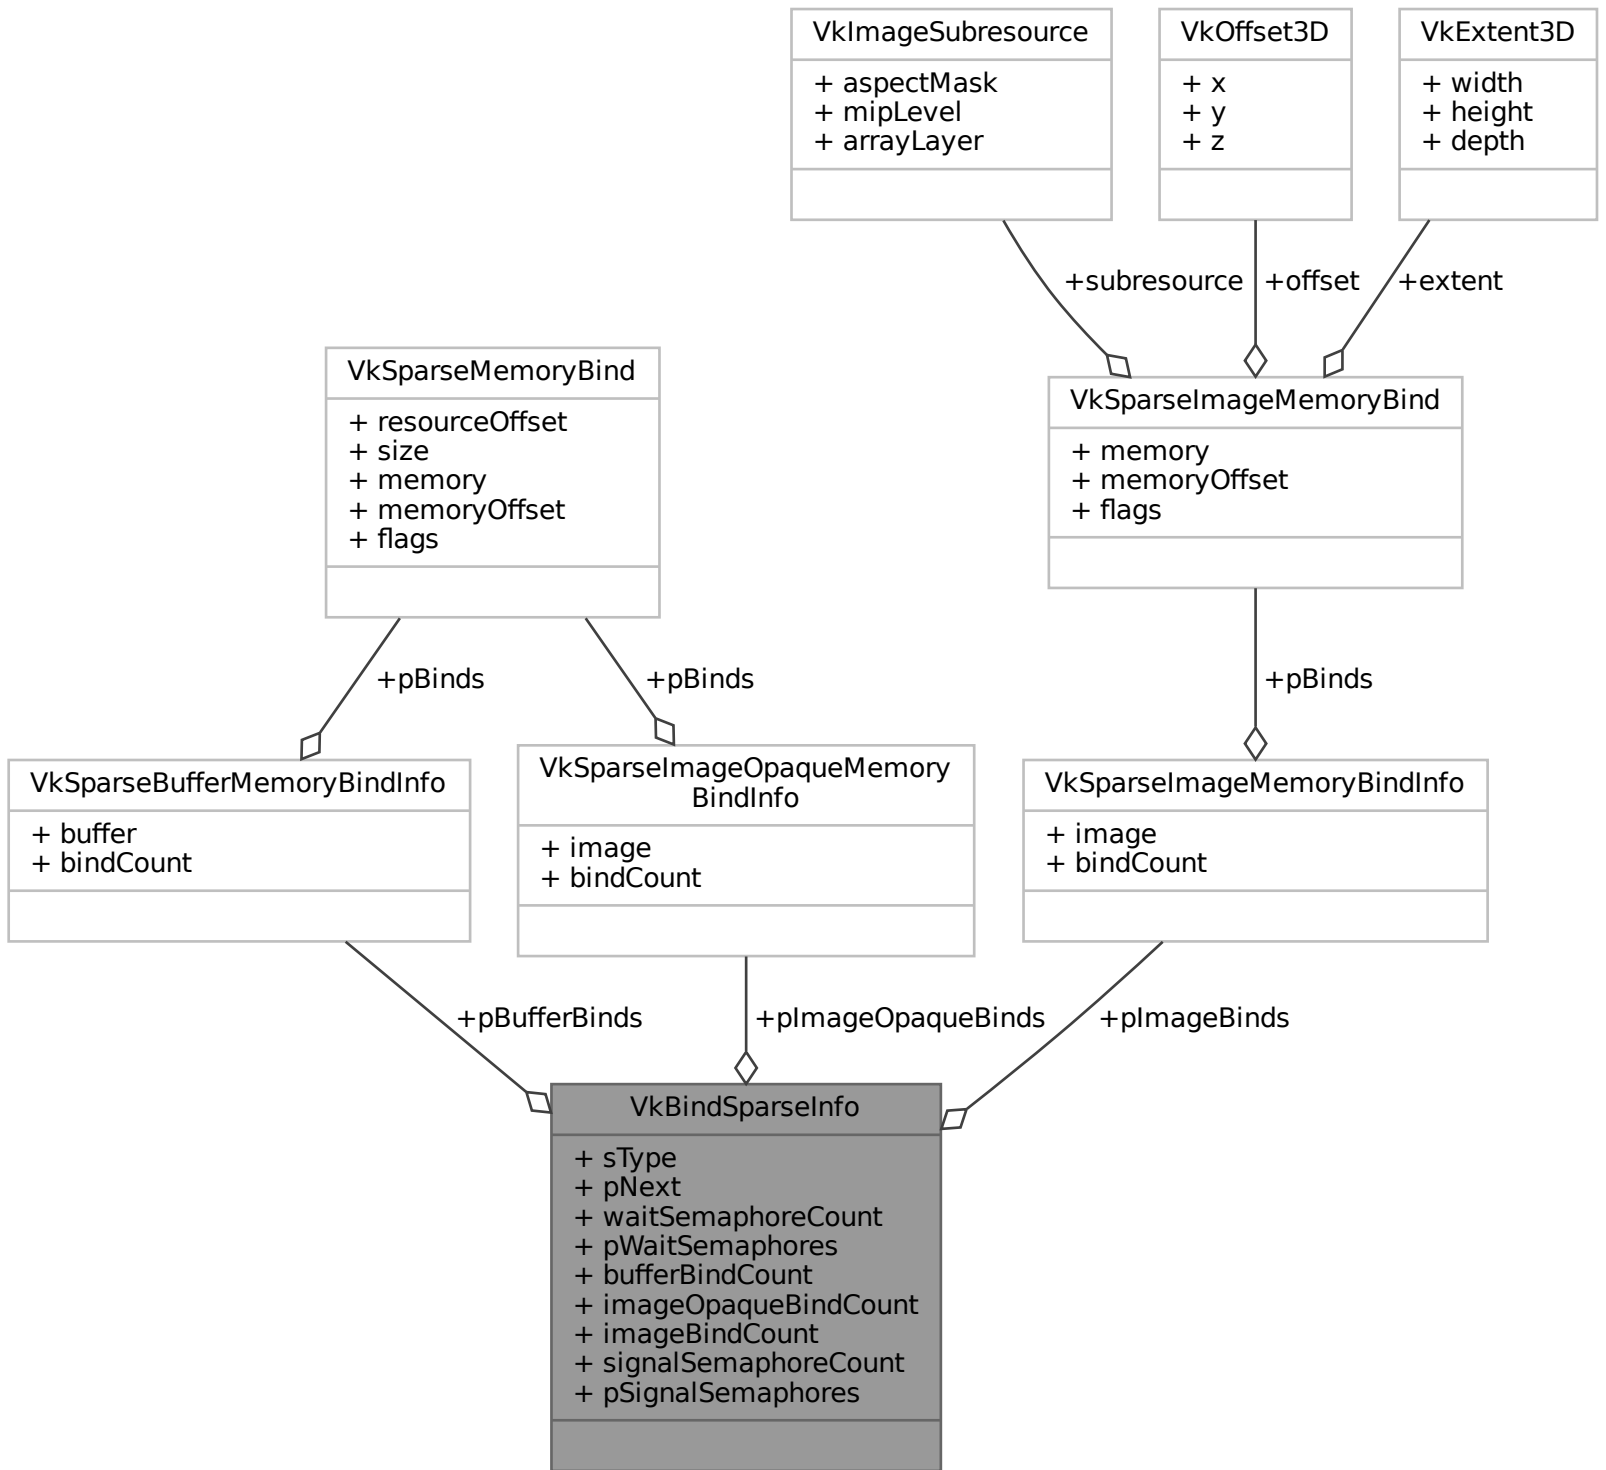 VkImageSubresource
+ aspectMask
+ mipLevel
+ arrayLayer
VkOffset3D
+ x
+ y
+ z
VkExtent3D
+ width
+ height
+ depth
+subresource
+offset
+extent
VkSparseMemoryBind
+ resourceOffset
+ size
+ memory
+ memoryOffset
+ flags
VkSparseImageMemoryBind
+ memory
+ memoryOffset
+ flags
+pBinds
+pBinds
+pBinds
VkSparseBufferMemoryBindInfo
+ buffer
+ bindCount
VkSparseImageOpaqueMemory
BindInfo
+ image
+ bindCount
VkSparseImageMemoryBindInfo
+ image
+ bindCount
+pBufferBinds
+pImageOpaqueBinds
+pImageBinds
VkBindSparseInfo
+ sType
+ pNext
+ waitSemaphoreCount
+ pWaitSemaphores
+ bufferBindCount
+ imageOpaqueBindCount
+ imageBindCount
+ signalSemaphoreCount
+ pSignalSemaphores